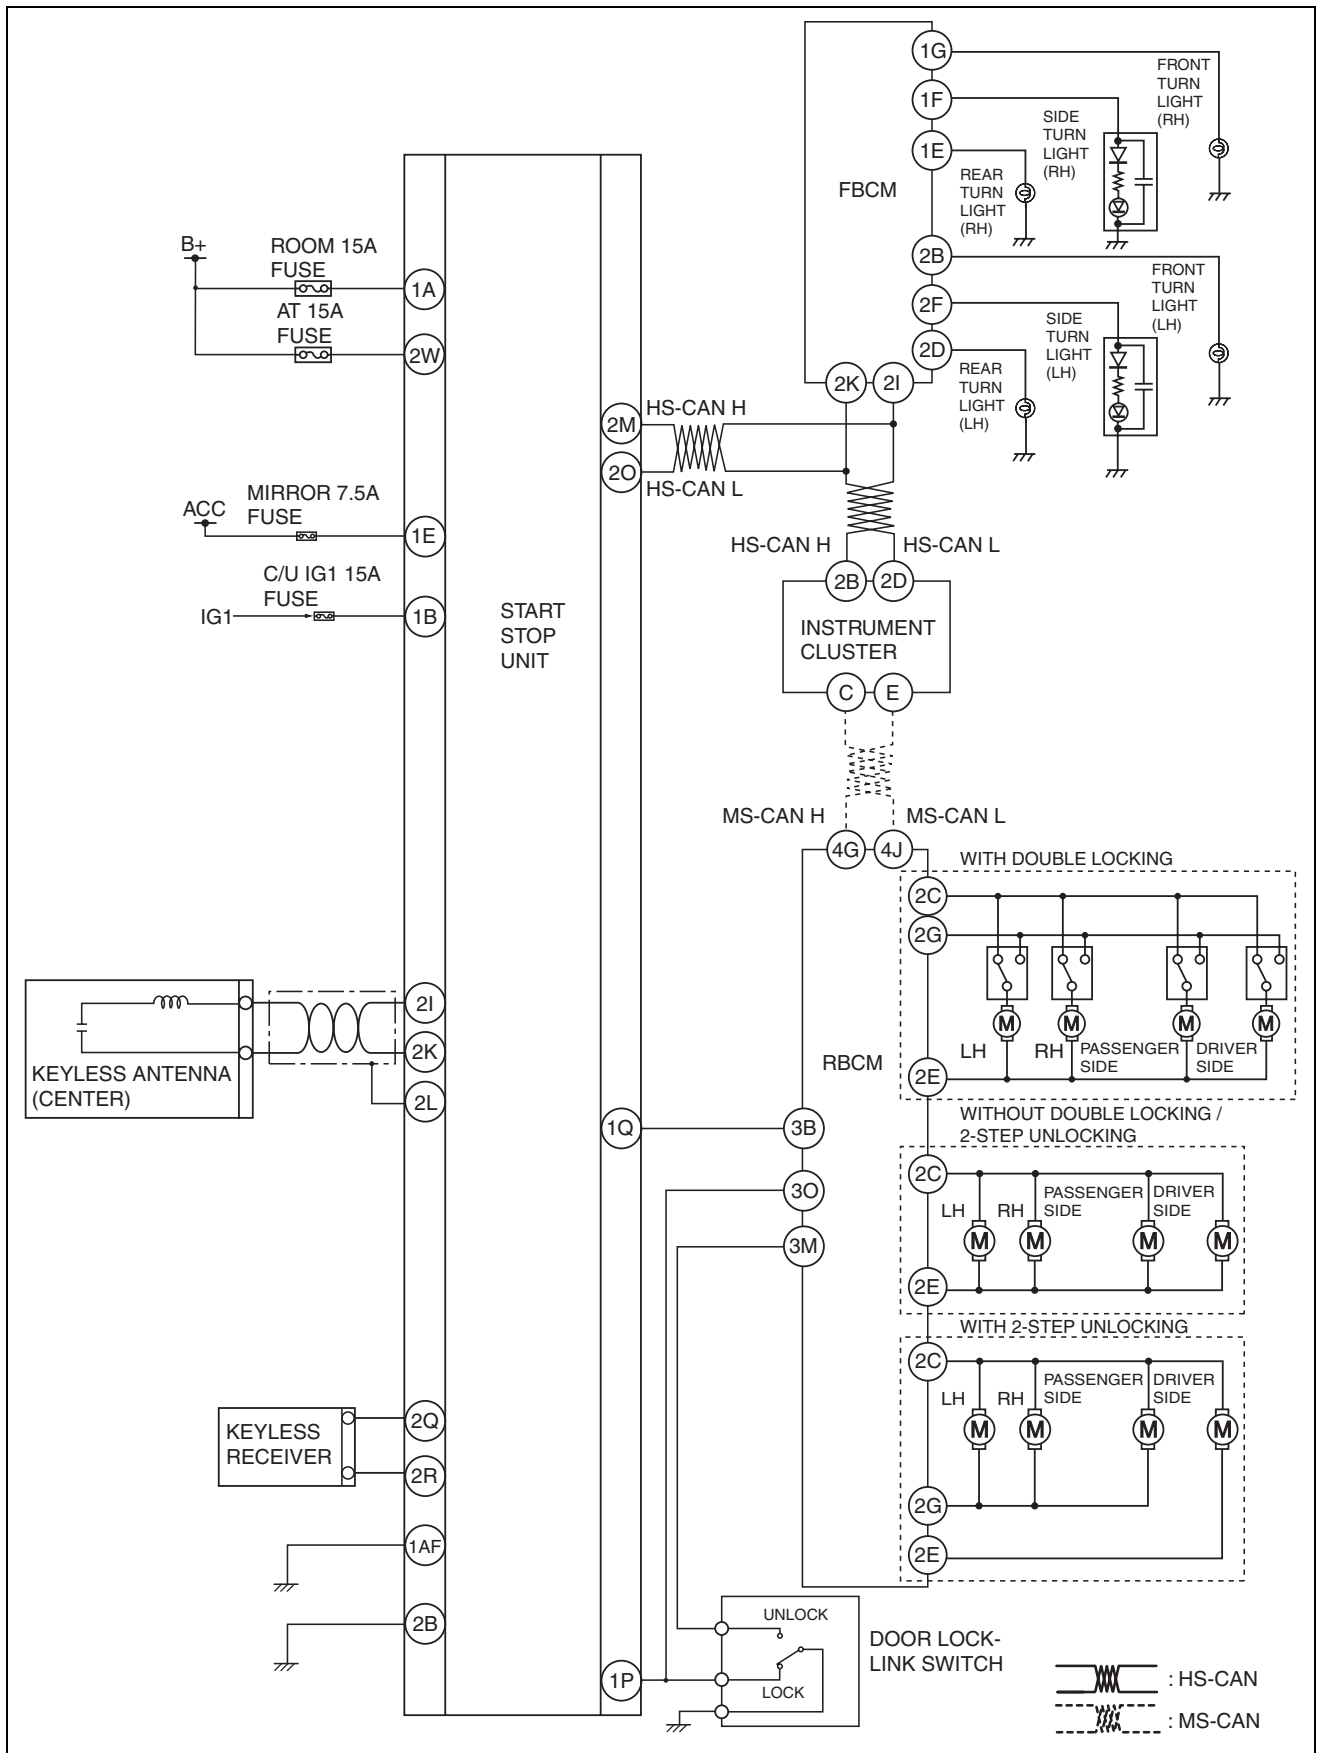 1G
FRONT
TURN
LIGHT
(RH)
1F
SIDE
TURN
LIGHT
(RH)
1E
REAR
TURN
LIGHT
(RH)
FBCM
2B
FRONT
TURN
LIGHT
(LH)
2F
SIDE
TURN
LIGHT
(LH)
2D
REAR
TURN
LIGHT
(LH)
2K
2I
B+
ROOM 15A
FUSE
1A
AT 15A
FUSE
2W
2M
HS-CAN H
2O
HS-CAN L
ACC
MIRROR 7.5A
FUSE
1E
C/U IG1 15A
FUSE
IG1
1B
START
STOP
UNIT
HS-CAN H
HS-CAN L
2B
2D
INSTRUMENT
CLUSTER
C
E
MS-CAN H
MS-CAN L
4G
4J
WITH DOUBLE LOCKING
2C
2G
M
M
M
M
LH
RH
PASSENGER
SIDE
DRIVER
SIDE
2E
RBCM
KEYLESS ANTENNA
(CENTER)
2I
2K
2L
1Q
3B
3O
3M
WITHOUT DOUBLE LOCKING /
2-STEP UNLOCKING
2C
LH
RH
PASSENGER
SIDE
DRIVER
SIDE
M
M
M
M
2E
WITH 2-STEP UNLOCKING
2C
LH
RH
PASSENGER
SIDE
DRIVER
SIDE
M
M
M
M
2G
2E
KEYLESS
RECEIVER
2Q
2R
1AF
2B
1P
UNLOCK
LOCK
DOOR LOCK-
LINK SWITCH
: HS-CAN
: MS-CAN